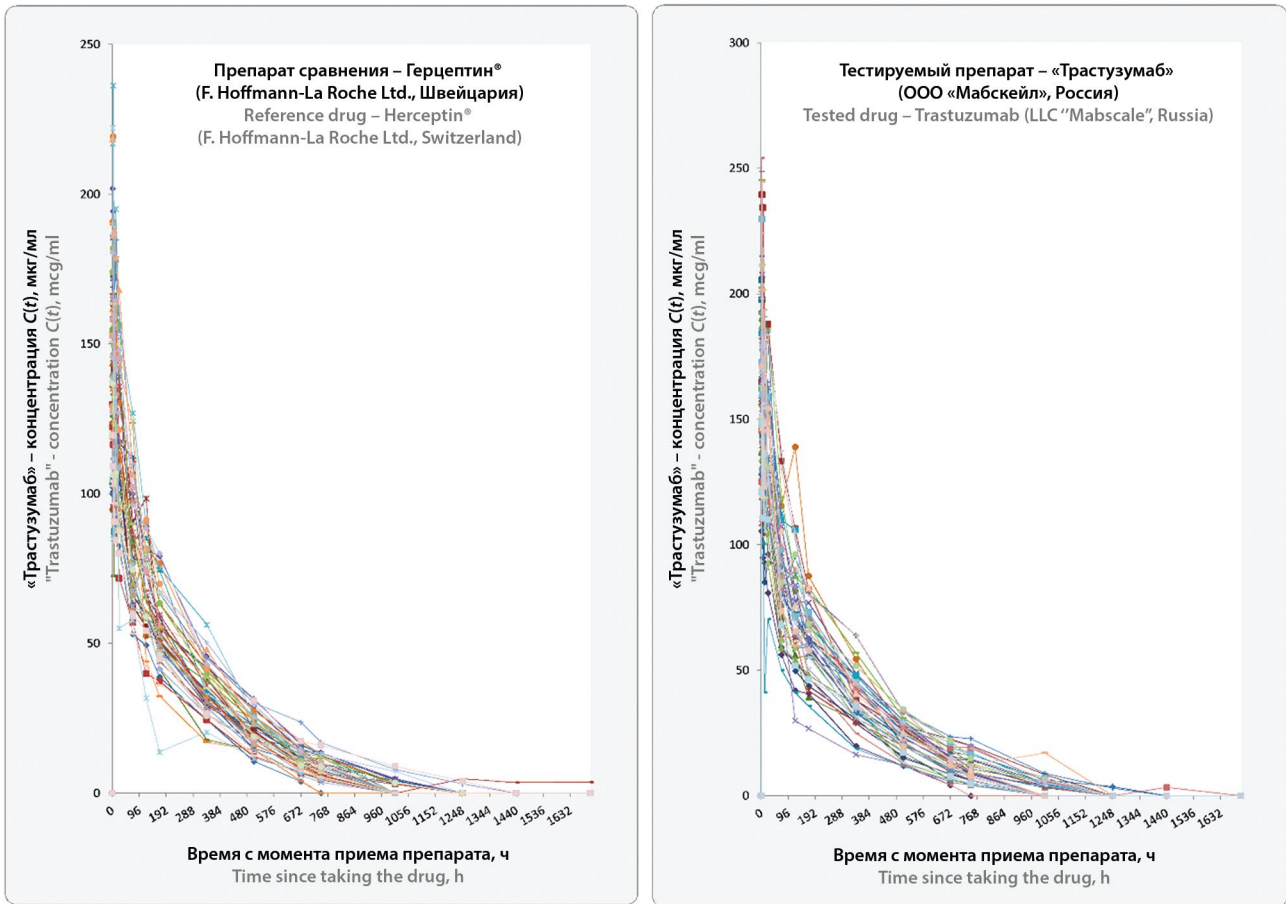 250
200
150
100
50
0
Препарат сравнения – Герцептин®
(F. Hoffmann-La Roche Ltd., Швейцария)
Reference drug – Herceptin®
(F. Hoffmann-La Roche Ltd., Switzerland)
«Трастузумаб» – концентрация C(t), мкг/мл
"Trastuzumab" - concentration C(t), mcg/ml
0 96 192 288 384 480 576 672 768 864 960 1056 1152 1248 1344 1440 1536 1632
Время с момента приема препарата, ч
Time since taking the drug, h
300
250
200
150
100
50
0
Тестируемый препарат – «Трастузумаб»
(ООО «Мабскейл», Россия)
Tested drug – Trastuzumab (LLC ‘’Mabscale”, Russia)
«Трастузумаб» – концентрация C(t), мкг/мл
"Trastuzumab" - concentration C(t), mcg/ml
0 96 192 288 384 480 576 672 768 864 960 1056 1152 1248 1344 1440 1536 1632
Время с момента приема препарата, ч
Time since taking the drug, h